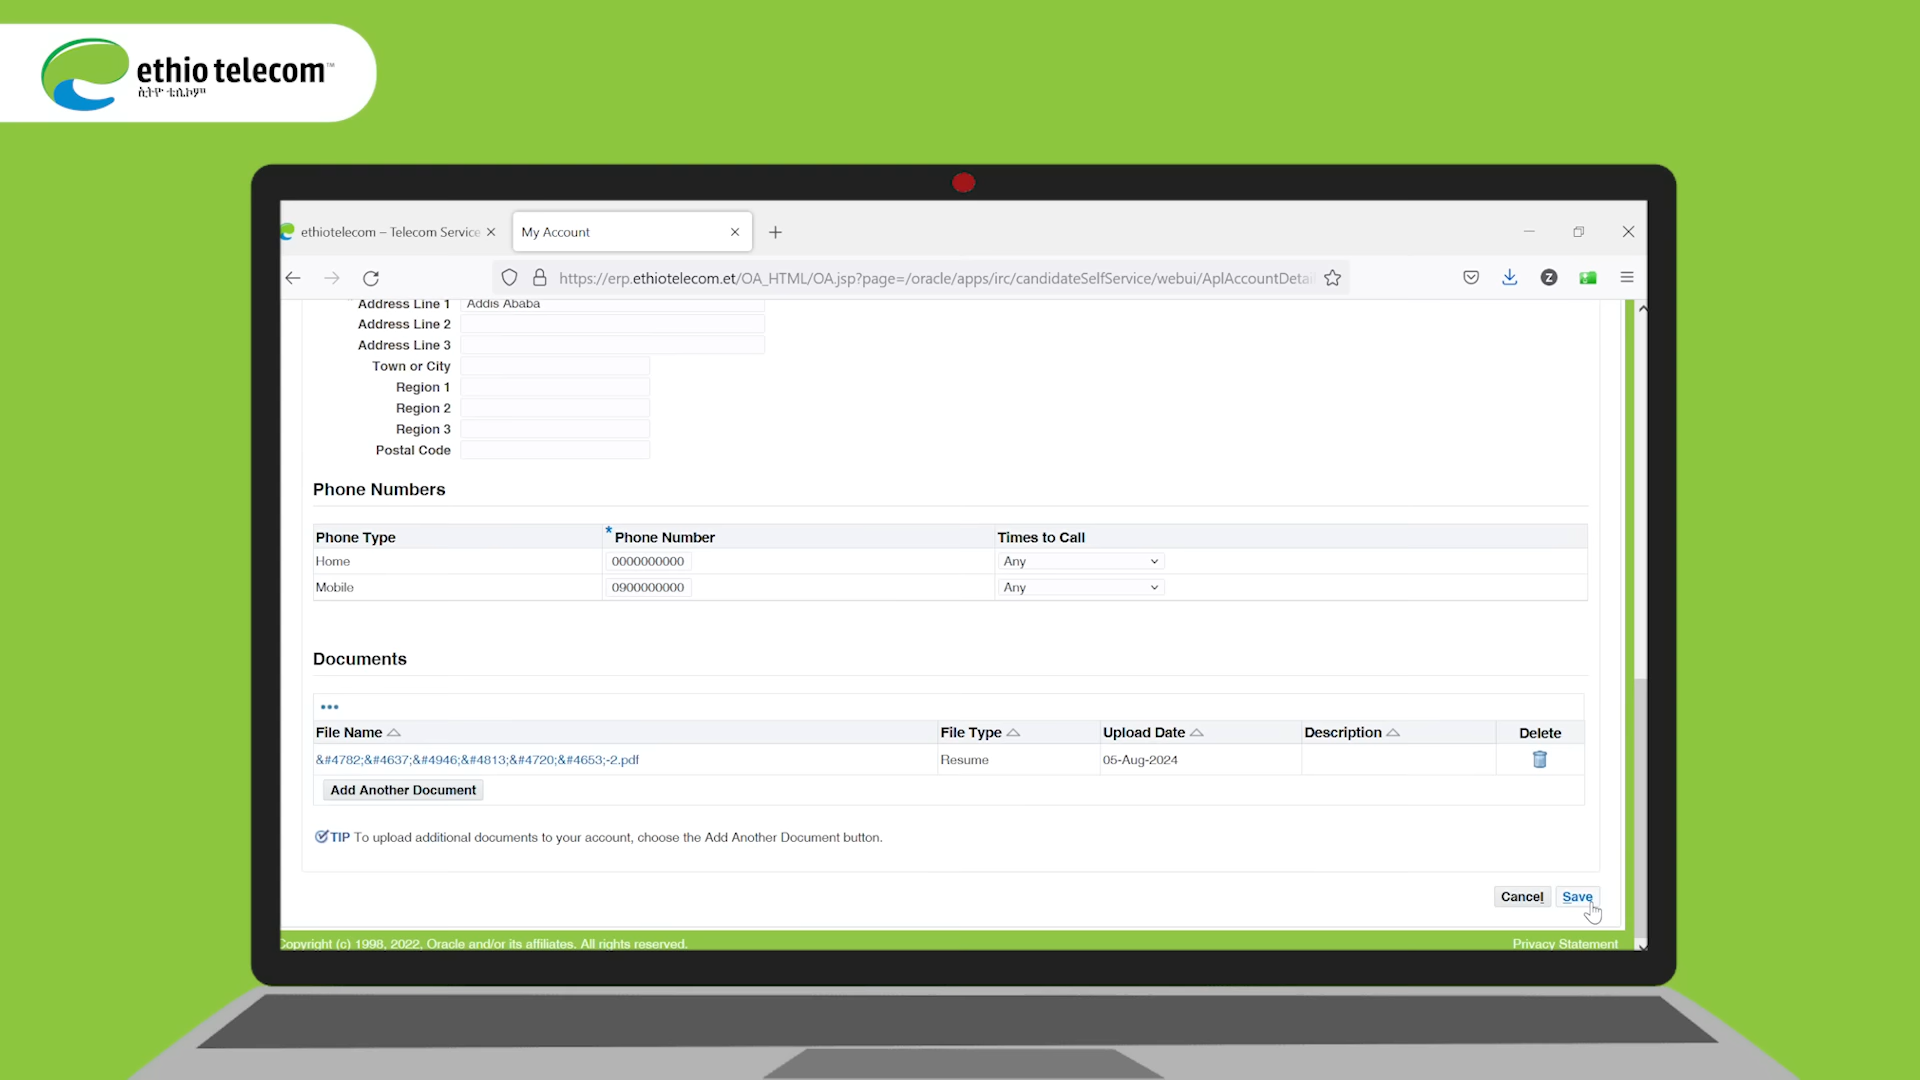 ethio telecom™
ኢትዮ ቴሌኮም
ethiotelecom – Telecom Service
My Account
https://erp.ethiotelecom.et/OA_HTML/OA.jsp?page=/oracle/apps/irc/candidateSelfService/webui/AplAccountDetai
Z
Address Line 1 Addis Ababa
Address Line 2
Address Line 3
Town or City
Region 1
Region 2
Region 3
Postal Code
Phone Numbers
Phone Type * Phone Number Times to Call
Home 0000000000 Any
Mobile 0900000000 Any
Documents
File Name File Type Upload Date Description Delete
&#4782;&#4637;&#4946;&#4813;&#4720;&#4653;-2.pdf Resume 05-Aug-2024
Add Another Document
TIP To upload additional documents to your account, choose the Add Another Document button.
Cancel Save
Copyright (c) 1998, 2022, Oracle and/or its affiliates. All rights reserved. Privacy Statement